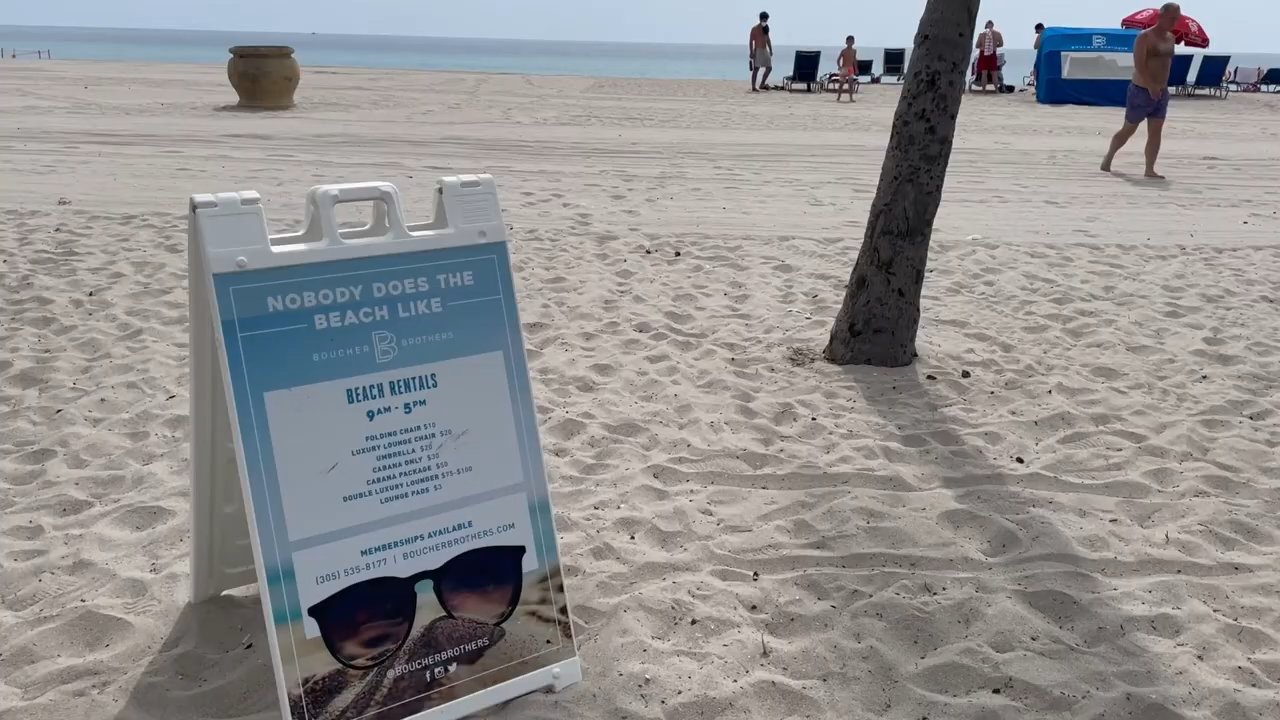 NOBODY DOES THE
BEACH LIKE
BOUCHER B BROTHERS
BEACH RENTALS
9AM - 5PM
FOLDING CHAIR $10
LUXURY LOUNGE CHAIR $20
UMBRELLA $20
CABANA ONLY $30
CABANA PACKAGE $50
DOUBLE LUXURY LOUNGER $75-$100
LOUNGE PADS $3
MEMBERSHIPS AVAILABLE
(305) 535-8177 | BOUCHERBROTHERS.COM
@BOUCHERBROTHERS
BOUCHER BROTHERS